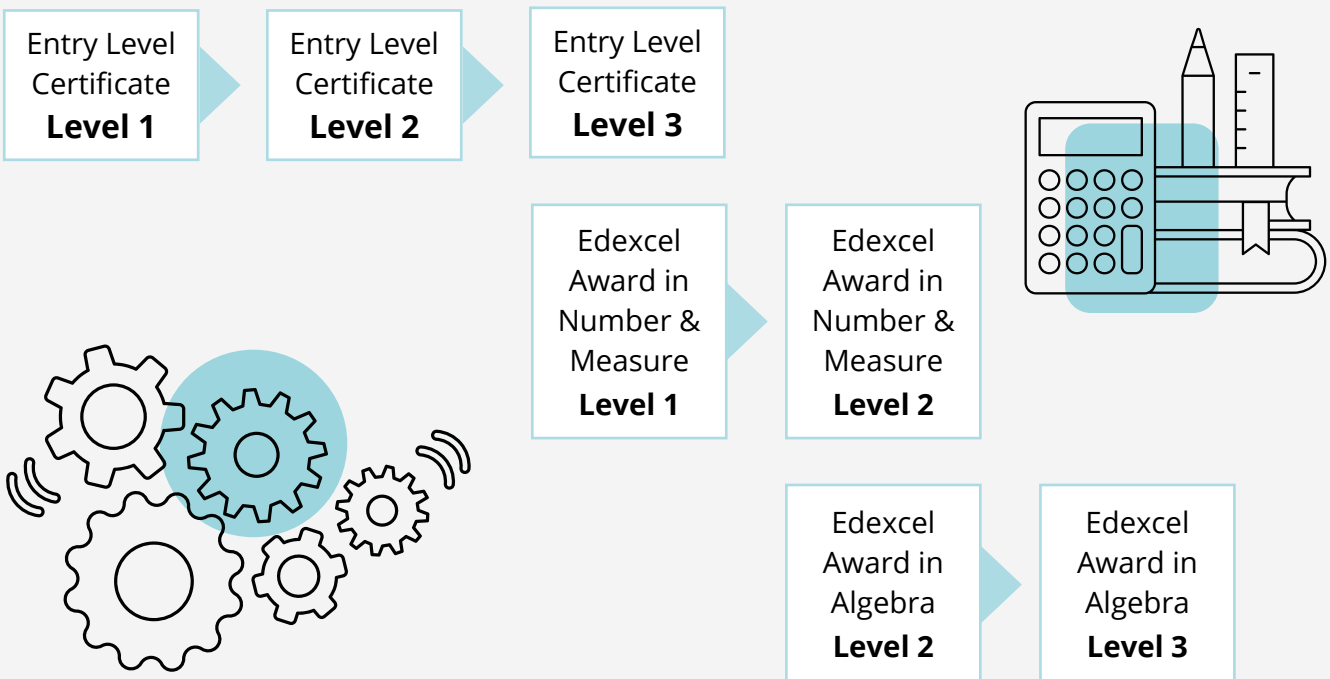 Entry Level
Certificate
Level 1
Entry Level
Certificate
Level 2
Entry Level
Certificate
Level 3
Edexcel
Award in
Number &
Measure
Level 1
Edexcel
Award in
Number &
Measure
Level 2
Edexcel
Award in
Algebra
Level 2
Edexcel
Award in
Algebra
Level 3